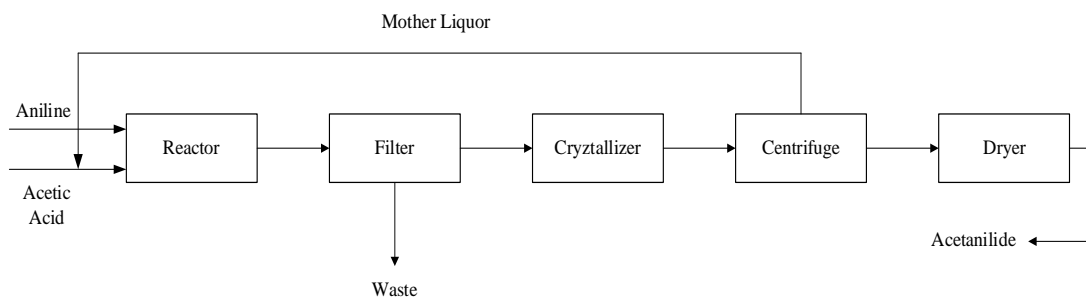 Mother Liquor
Aniline
Reactor
Filter
Cryztallizer
Centrifuge
Dryer
Acetic
Acid
Acetanilide
Waste